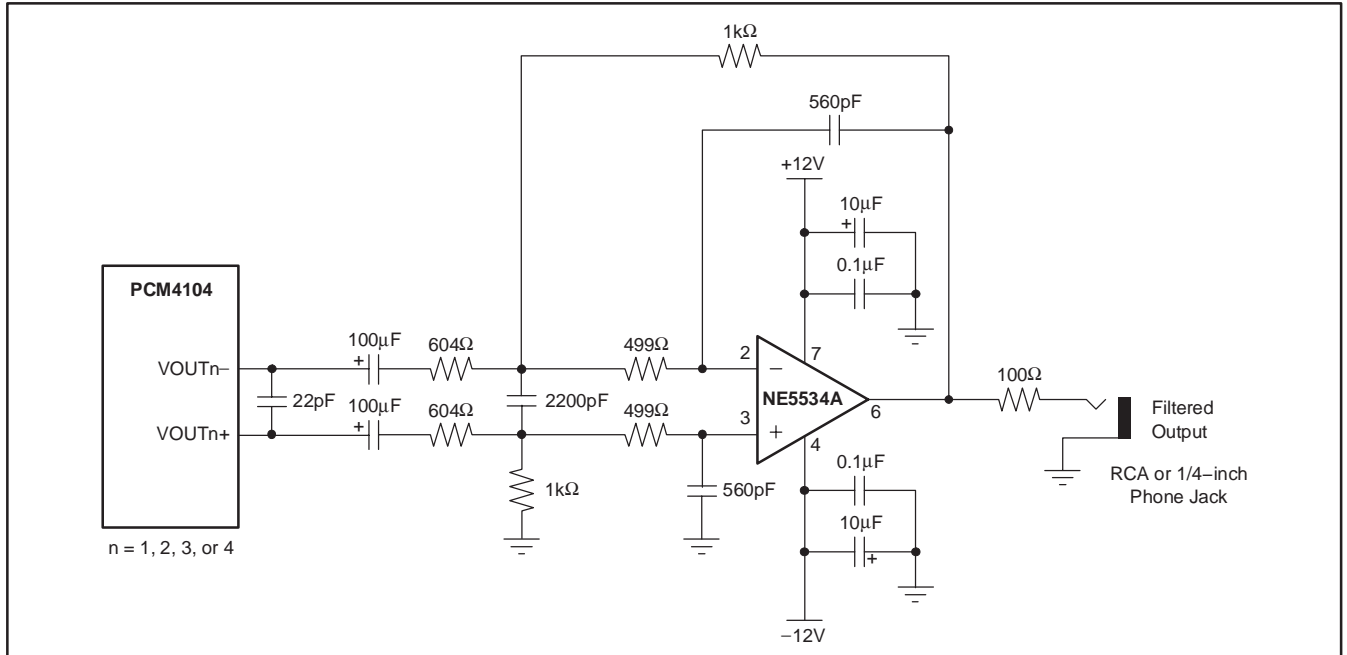 1kΩ
560pF
+12V
10μF
+
0.1μF
PCM4104
100μF
604Ω
499Ω
2
7
VOUTn−
+
−
100Ω
22pF
100μF
604Ω
2200pF
499Ω
NE5534A
6
Filtered
Output
VOUTn+
+
3
+
4
RCA or 1/4−inch
Phone Jack
1kΩ
560pF
0.1μF
10μF
+
n = 1, 2, 3, or 4
−12V